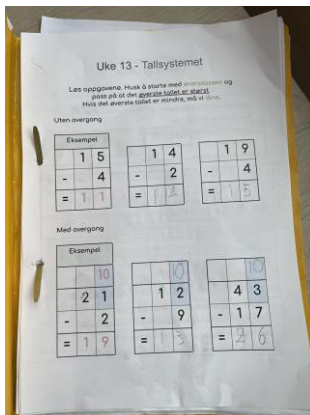 Uke 13 - Tallsystemet
Løs oppgavene. Husk å starte med enerplassen og
pass på at det øverste tallet er størst.
Hvis det øverste tallet er mindre, må vi låne.
Uten overgang
Eksempel
1 5
- 4
= 1 1
1 4
- 2
= 1 2
1 9
- 4
= 1 5
Med overgang
Eksempel
10
2 1
- 2
= 1 9
10
1 2
- 9
= 3
10
4 3
- 1 7
= 2 6